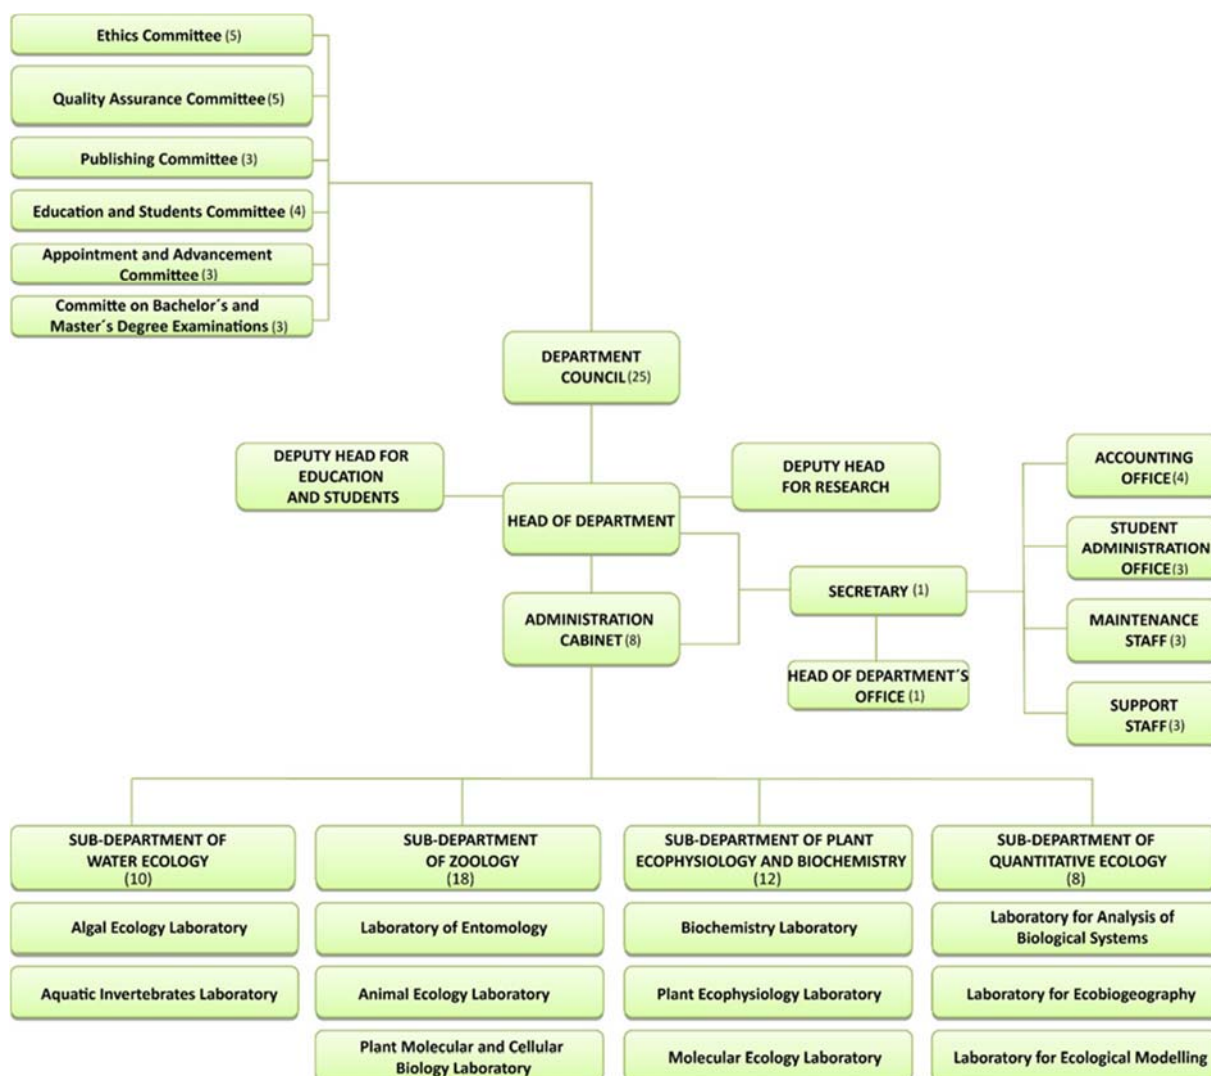 Ethics Committee (5)
Quality Assurance Committee (5)
Publishing Committee (3)
Education and Students Committee (4)
Appointment and Advancement
Committee (3)
Committe on Bachelor´s and
Master´s Degree Examinations (3)
DEPARTMENT
COUNCIL (25)
DEPUTY HEAD FOR
EDUCATION
AND STUDENTS
DEPUTY HEAD
FOR RESEARCH
HEAD OF DEPARTMENT
ADMINISTRATION
CABINET (8)
SECRETARY (1)
HEAD OF DEPARTMENT´S
OFFICE (1)
ACCOUNTING
OFFICE (4)
STUDENT
ADMINISTRATION
OFFICE (3)
MAINTENANCE
STAFF (3)
SUPPORT
STAFF (3)
SUB-DEPARTMENT OF
WATER ECOLOGY
(10)
Algal Ecology Laboratory
Aquatic Invertebrates Laboratory
SUB-DEPARTMENT
OF ZOOLOGY
(18)
Laboratory of Entomology
Animal Ecology Laboratory
Plant Molecular and Cellular
Biology Laboratory
SUB-DEPARTMENT OF PLANT
ECOPHYSIOLOGY AND BIOCHEMISTRY
(12)
Biochemistry Laboratory
Plant Ecophysiology Laboratory
Molecular Ecology Laboratory
SUB-DEPARTMENT OF
QUANTITATIVE ECOLOGY
(8)
Laboratory for Analysis of
Biological Systems
Laboratory for Ecobiogeography
Laboratory for Ecological Modelling